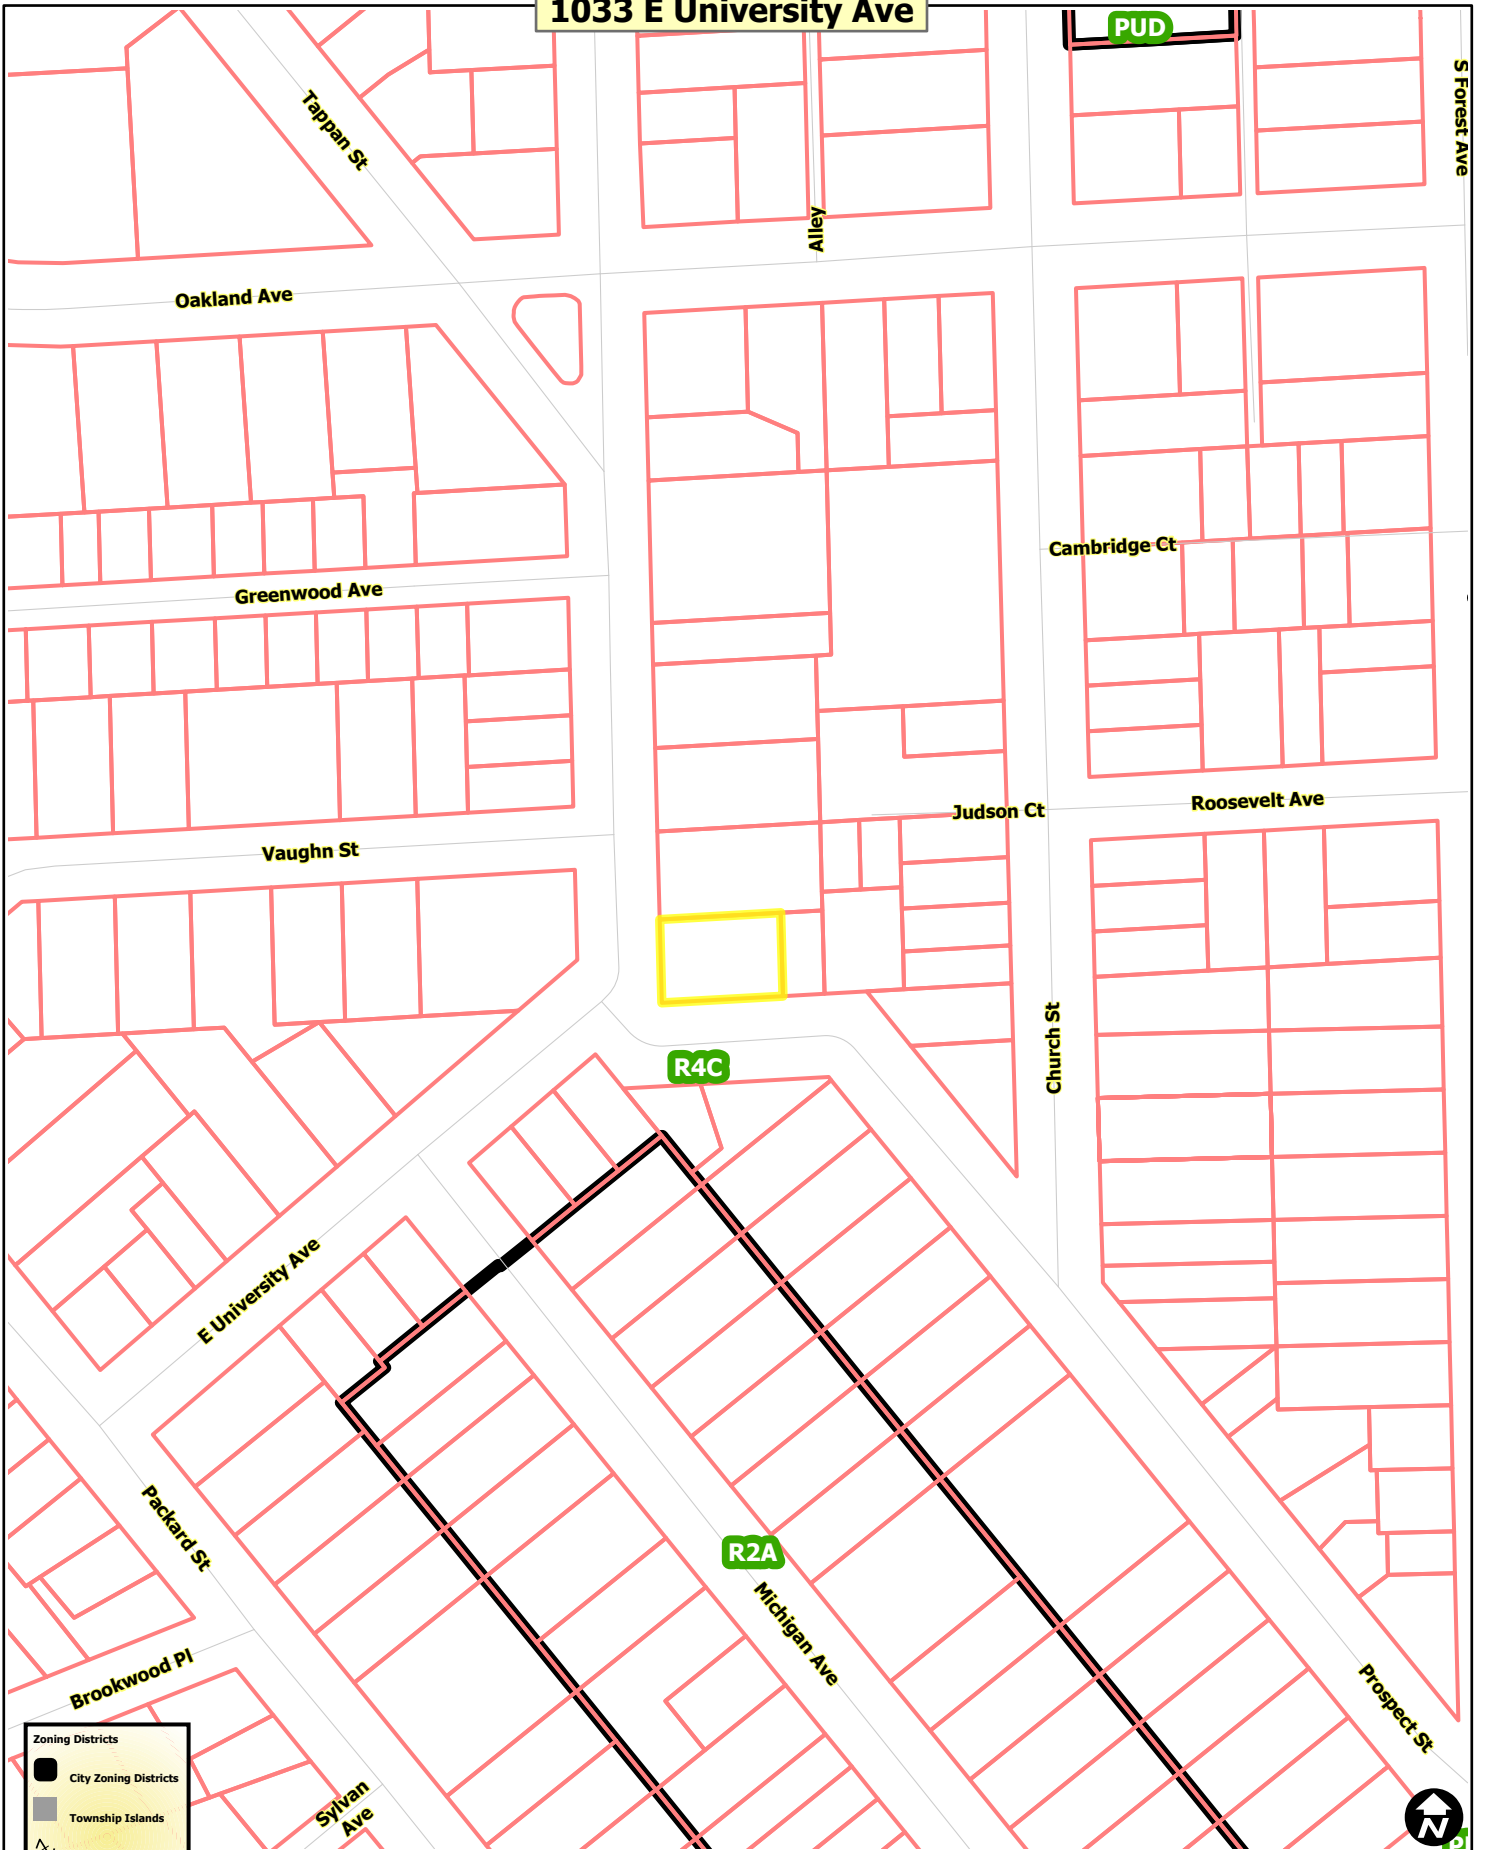 1033 E University Ave
PUD
S Forest Ave
Tappan St
Alley
Oakland Ave
Cambridge Ct
Greenwood Ave
Roosevelt Ave
Judson Ct
Vaughn St
Church St
R4C
E University Ave
Packard St
R2A
Michigan Ave
Brookwood Pl
Prospect St
Zoning Districts
City Zoning Districts
Township Islands
Sylvan
Ave
N